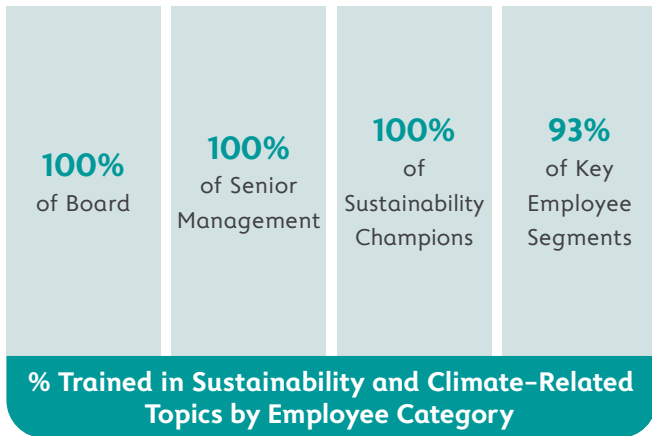 100%
of Board
100%
of Senior
Management
100%
of
Sustainability
Champions
93%
of Key
Employee
Segments
% Trained in Sustainability and Climate-Related
Topics by Employee Category